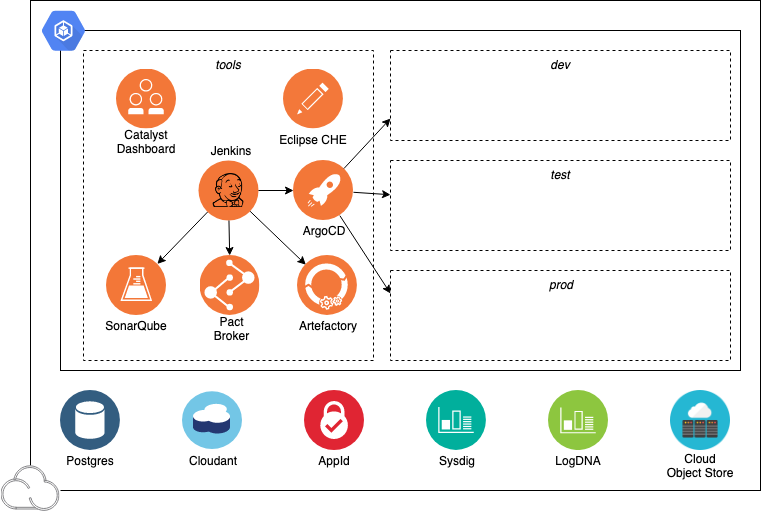 tools
dev
Catalyst
Dashboard
Eclipse CHE
Jenkins
test
ArgoCD
prod
SonarQube
Pact
Broker
Artefactory
Postgres
Cloudant
AppId
Sysdig
LogDNA
Cloud
Object Store